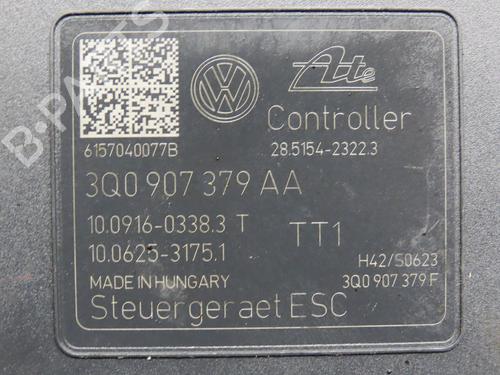 B-PARTS
VW
Ate
Controller
6157040077B
28.5154-2322.3
3Q0 907 379 AA
10.0916-0338.3 T
TT1
10.0625-3175.1
H42/S0623
MADE IN HUNGARY
3Q0 907 379 F
Steuergeraet ESC